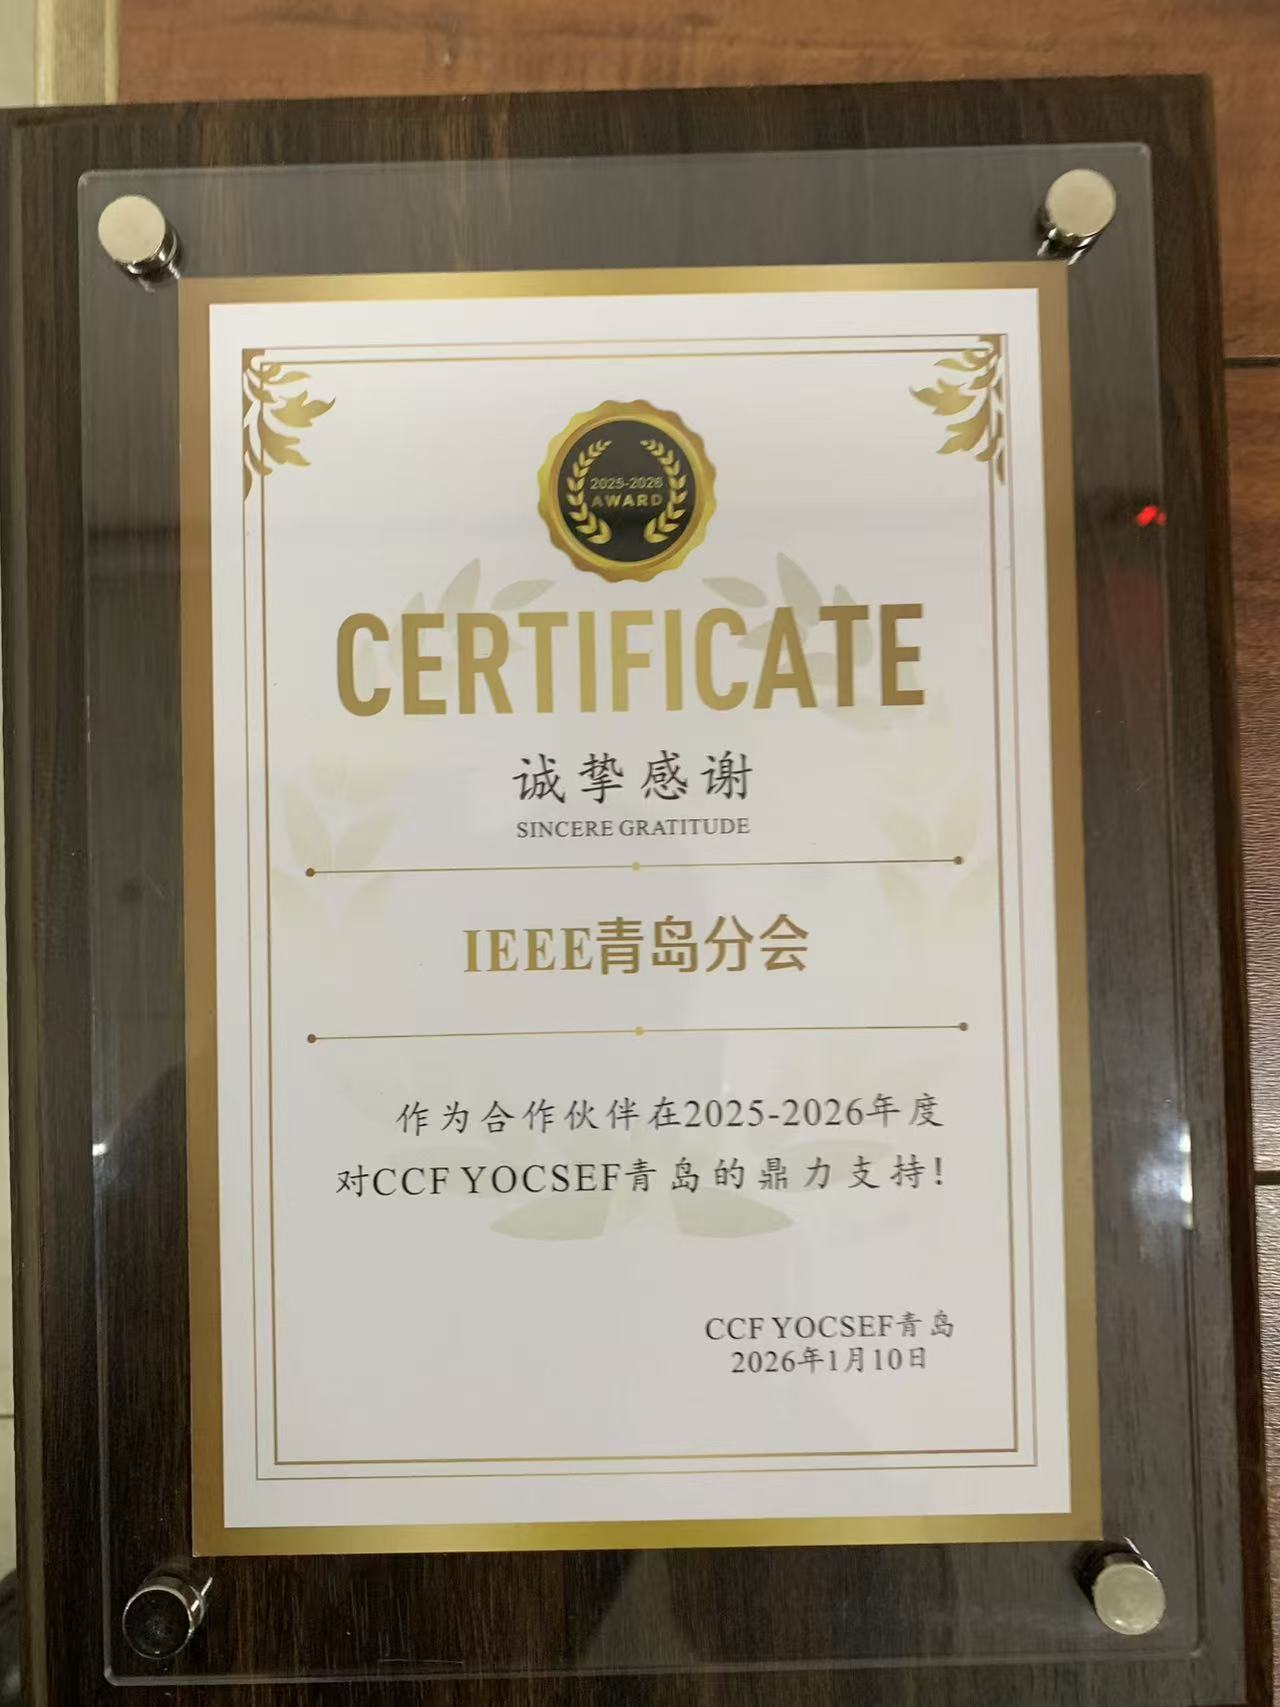 2025-2026
AWARD
CERTIFICATE
诚挚感谢
SINCERE GRATITUDE
IEEE青岛分会
作为合作伙伴在2025-2026年度
对CCF YOCSEF青岛的鼎力支持！
CCF YOCSEF青岛
2026年1月10日